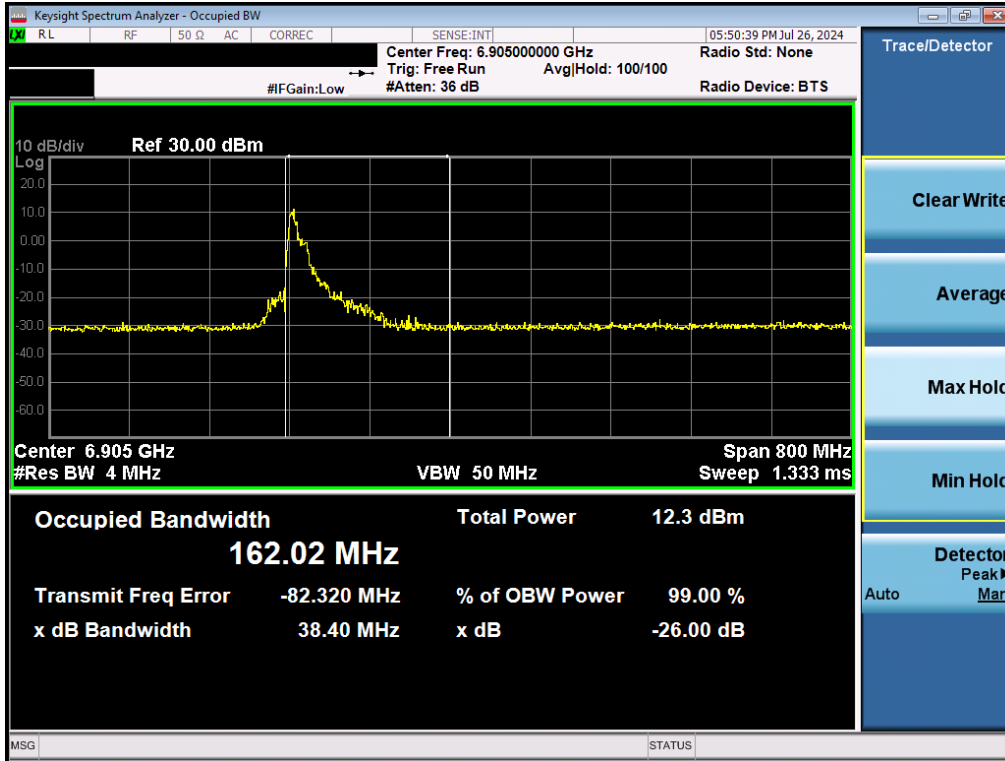 Keysight Spectrum Analyzer - Occupied BW
LXI RL RF 50 Ω AC CORREC SENSE:INT 05:50:39 PM Jul 26, 2024
Center Freq: 6.905000000 GHz Radio Std: None
Trig: Free Run Avg|Hold: 100/100
#IFGain:Low #Atten: 36 dB Radio Device: BTS
10 dB/div Ref 30.00 dBm
Log
20.0
10.0
0.00
-10.0
-20.0
-30.0
-40.0
-50.0
-60.0
Center 6.905 GHz Span 800 MHz
#Res BW 4 MHz VBW 50 MHz Sweep 1.333 ms
Occupied Bandwidth Total Power 12.3 dBm
162.02 MHz
Transmit Freq Error -82.320 MHz % of OBW Power 99.00 %
x dB Bandwidth 38.40 MHz x dB -26.00 dB
MSG STATUS
Trace/Detector
Clear Write
Average
Max Hold
Min Hold
Detector
Peak
Auto Man